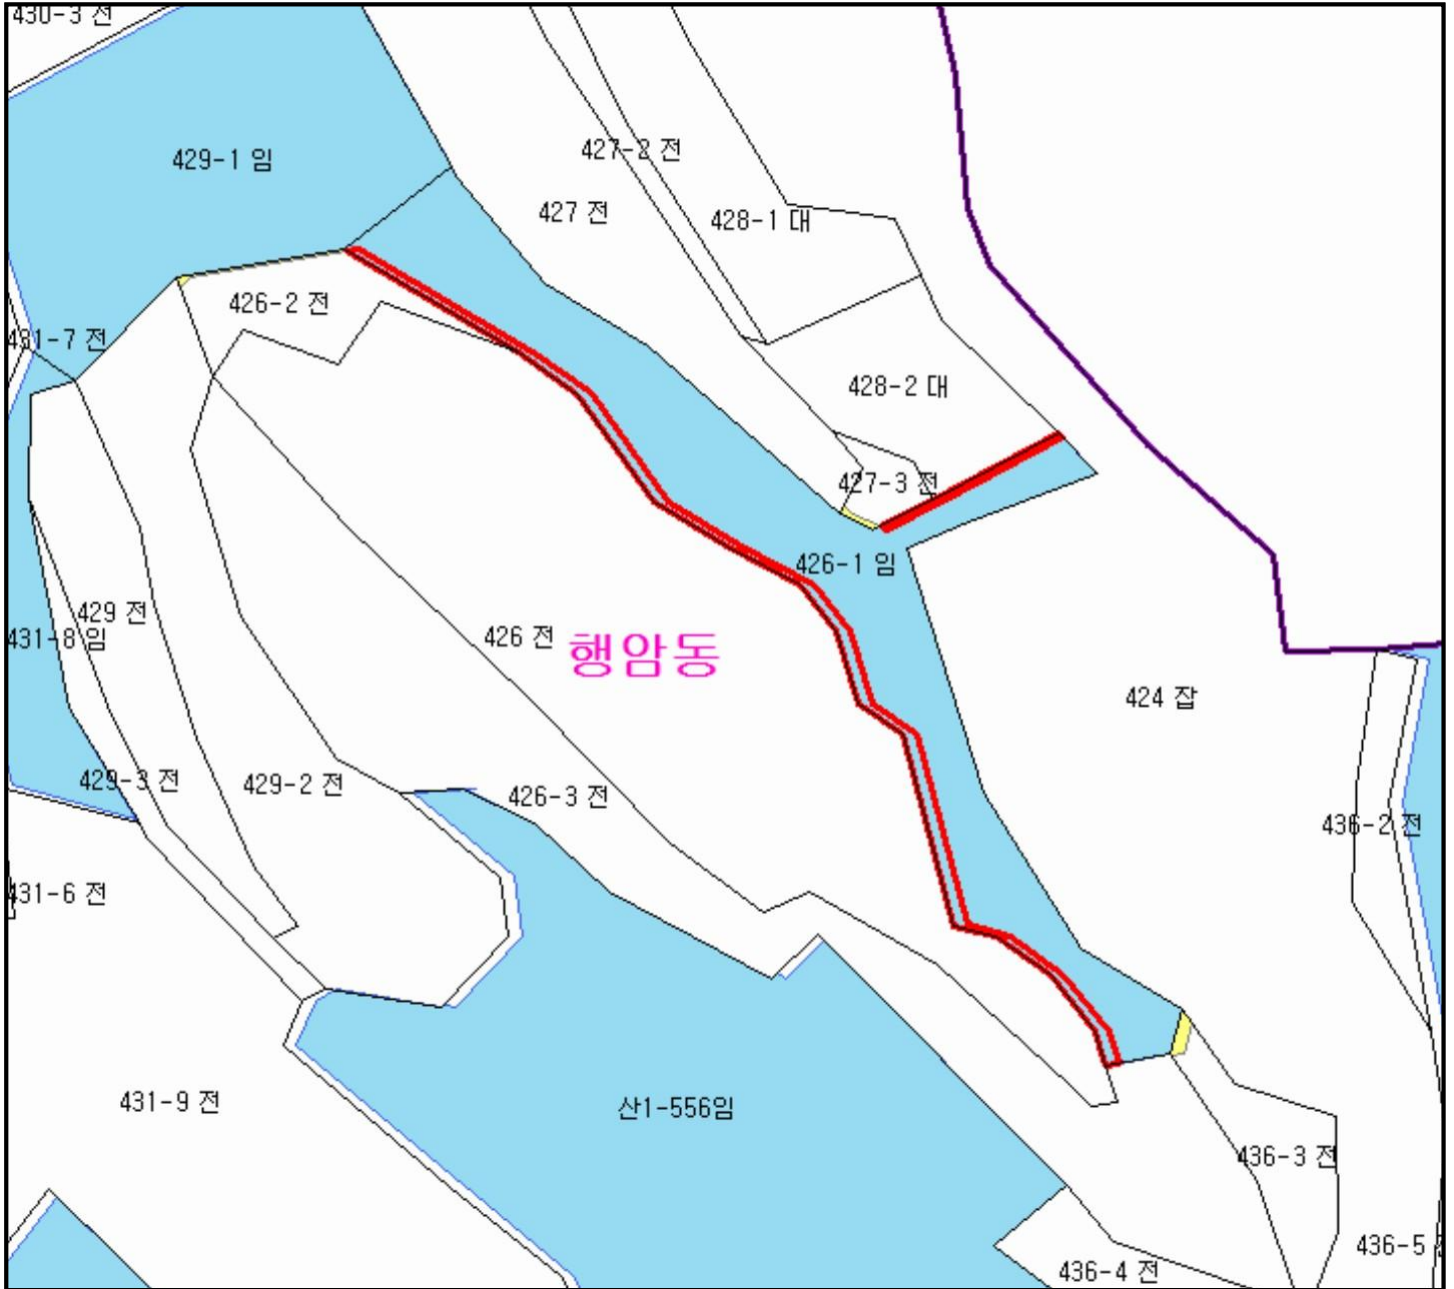 430-3 전
427-2 전
429-1 임
427 전
428-1 대
426-2 전
431-7 전
428-2 대
427-3 전
426-1 임
429 전
431-8 임
426 전
행암동
424 잡
429-3 전
429-2 전
426-3 전
436-2 전
431-6 전
431-9 전
산1-556임
436-3 전
436-5
436-4 전